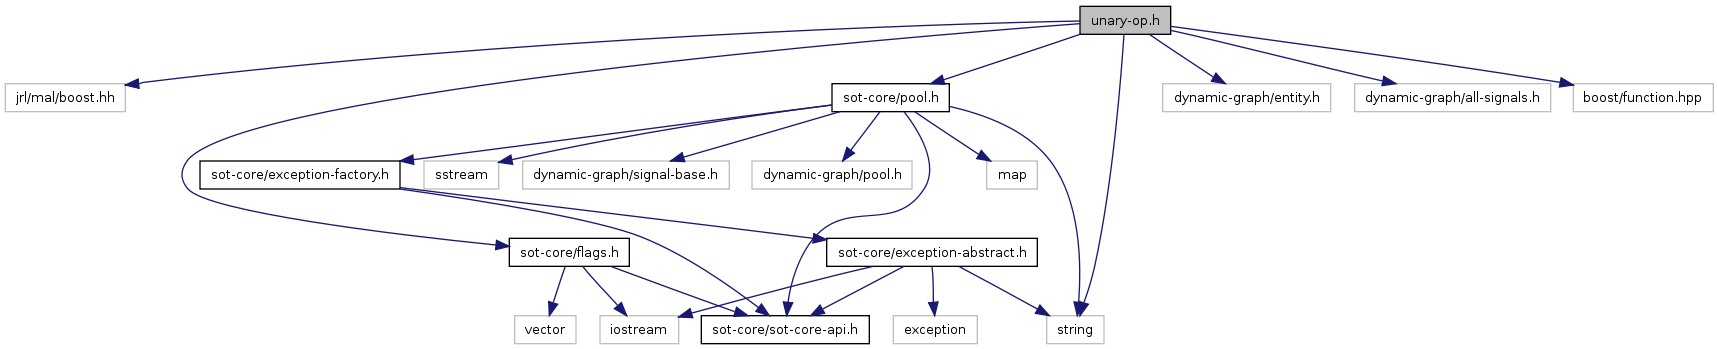 unary-op.h
jrl/mal/boost.hh
sot-core/pool.h
dynamic-graph/entity.h
dynamic-graph/all-signals.h
boost/function.hpp
sot-core/exception-factory.h
sstream
dynamic-graph/signal-base.h
dynamic-graph/pool.h
map
sot-core/flags.h
sot-core/exception-abstract.h
vector
iostream
sot-core/sot-core-api.h
exception
string